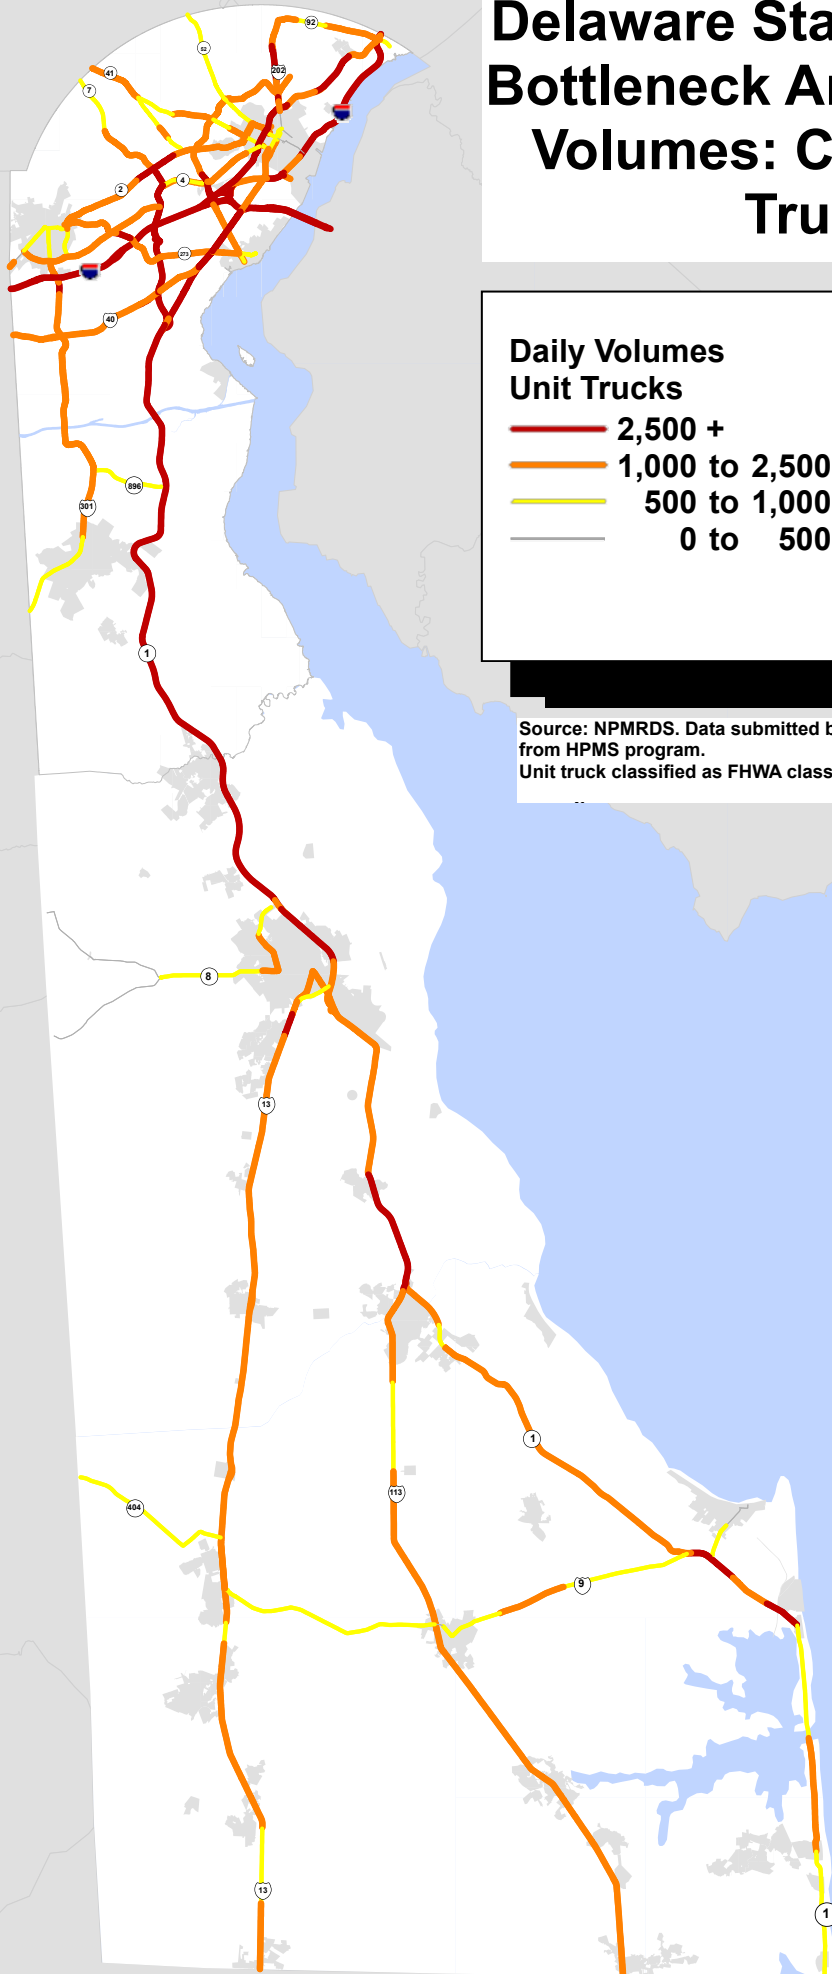 Delaware Sta
Bottleneck A
Volumes: C
Tru
Daily Volumes
Unit Trucks
2,500 +
1,000 to 2,500
500 to 1,000
0 to 500
Source: NPMRDS. Data submitted b
from HPMS program.
Unit truck classified as FHWA class
92
52
202
41
7
2
4
273
40
896
301
1
8
13
1
113
404
9
13
1